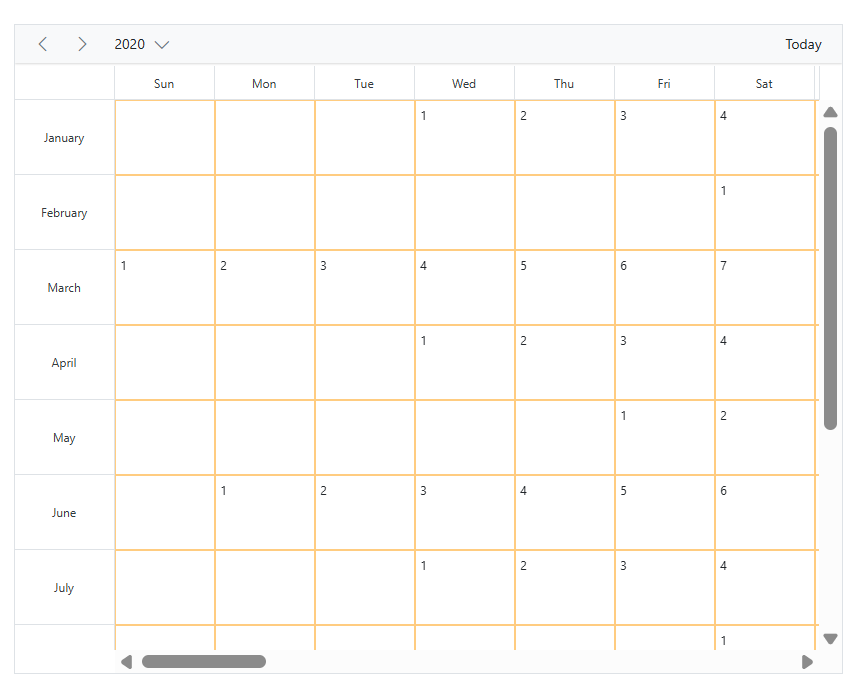 2020 Today
Sun Mon Tue Wed Thu Fri Sat
1 2 3 4
January
1
February
1 2 3 4 5 6 7
March
1 2 3 4
April
1 2
May
1 2 3 4 5 6
June
1 2 3 4
July
1